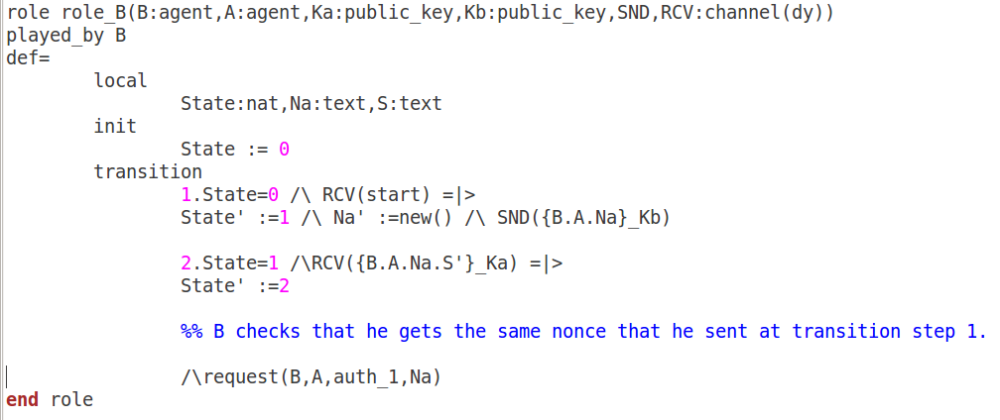 role role_B(B:agent,A:agent,Ka:public_key,Kb:public_key,SND,RCV:channel(dy))
played_by B
def=
local
State:nat,Na:text,S:text
init
State := 0
transition
1.State=0 /\ RCV(start) =|>
State' :=1 /\ Na' :=new() /\ SND({B.A.Na}_Kb)
2.State=1 /\RCV({B.A.Na.S'}_Ka) =|>
State' :=2
%% B checks that he gets the same nonce that he sent at transition step 1.
/\request(B,A,auth_1,Na)
end role